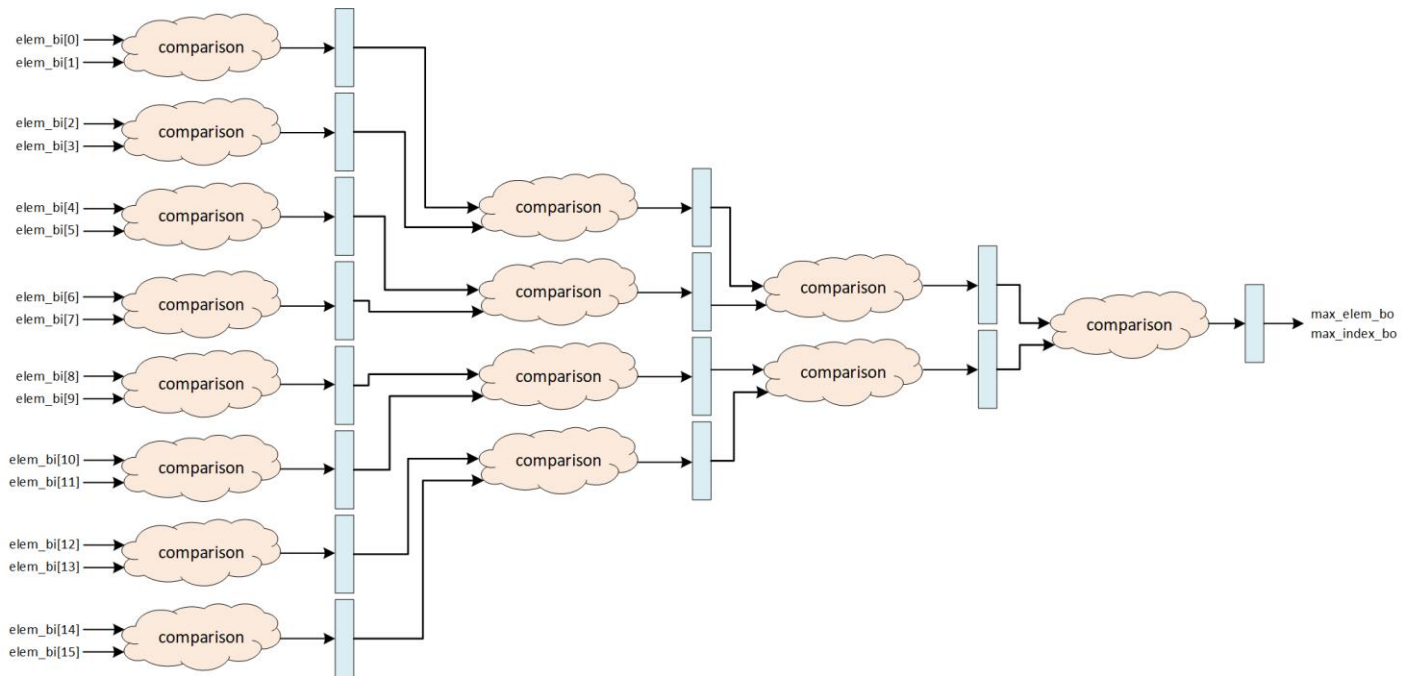 elem_bi[0]
elem_bi[1]
comparison
elem_bi[2]
elem_bi[3]
comparison
elem_bi[4]
elem_bi[5]
comparison
comparison
elem_bi[6]
elem_bi[7]
comparison
comparison
comparison
comparison
max_elem_bo
max_index_bo
elem_bi[8]
elem_bi[9]
comparison
comparison
comparison
elem_bi[10]
elem_bi[11]
comparison
comparison
elem_bi[12]
elem_bi[13]
comparison
elem_bi[14]
elem_bi[15]
comparison